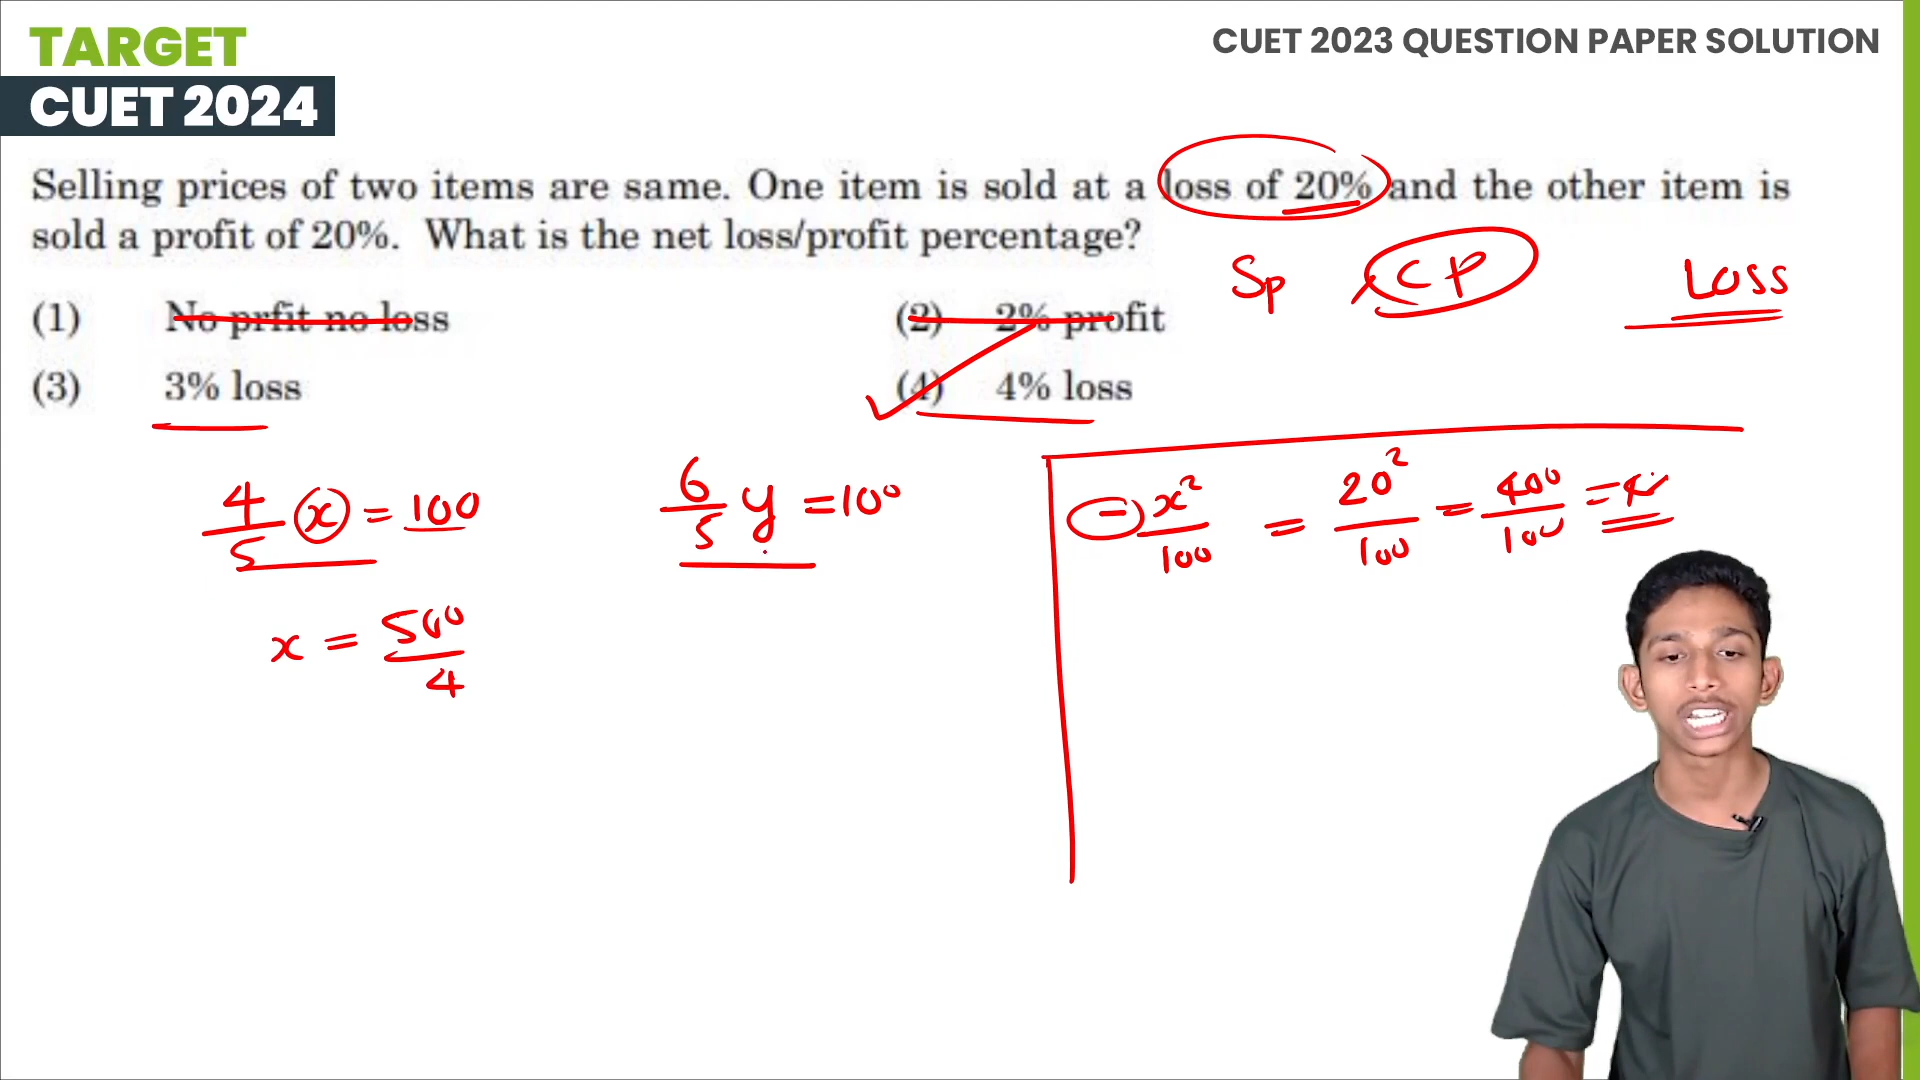 TARGET
CUET 2024
CUET 2023 QUESTION PAPER SOLUTION
Selling prices of two items are same. One item is sold at a loss of 20% and the other item is
sold a profit of 20%. What is the net loss/profit percentage?
Sp CP Loss
(1) No prfit no loss (2) 2% profit
(3) 3% loss (4) 4% loss
4/5 x = 100
6/5 y = 100
- x²/100 = 20²/100 = 400/100 = 4
x = 500/4